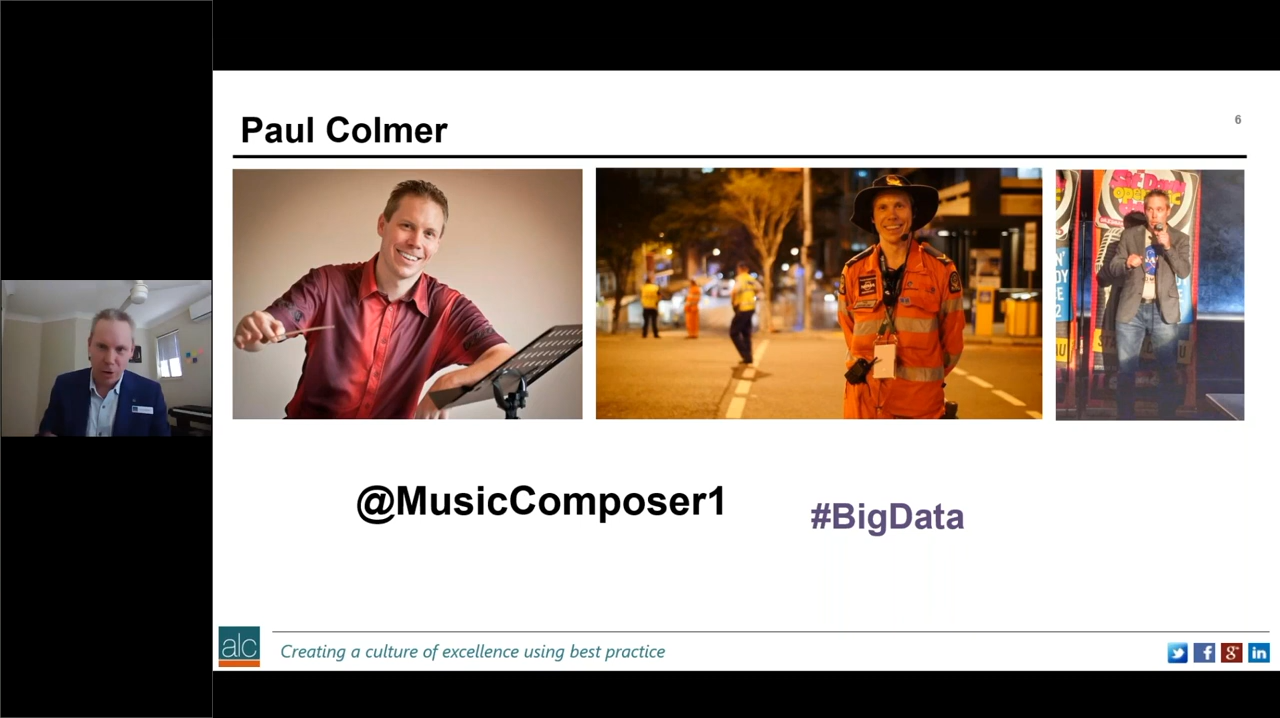 Paul Colmer
6
@MusicComposer1
#BigData
alc
Creating a culture of excellence using best practice